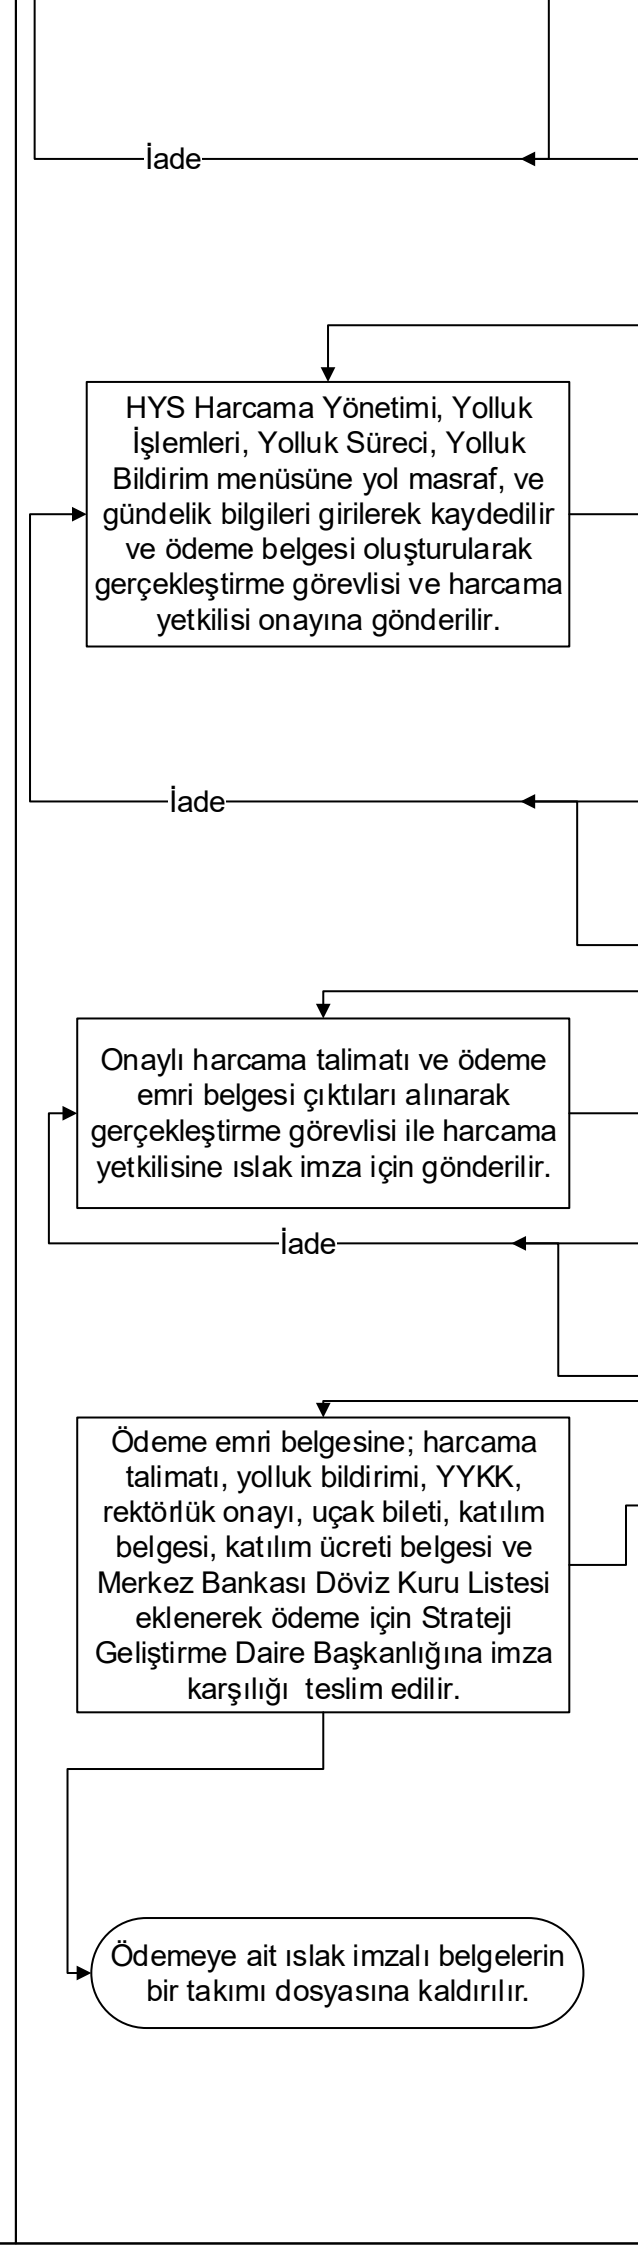 İade
HYS Harcama Yönetimi, Yolluk
İşlemleri, Yolluk Süreci, Yolluk
Bildirim menüsüne yol masraf, ve
gündelik bilgileri girilerek kaydedilir
ve ödeme belgesi oluşturularak
gerçekleştirme görevlisi ve harcama
yetkilisi onayına gönderilir.
İade
Onaylı harcama talimatı ve ödeme
emri belgesi çıktıları alınarak
gerçekleştirme görevlisi ile harcama
yetkilisine ıslak imza için gönderilir.
İade
Ödeme emri belgesine; harcama
talimatı, yolluk bildirimi, YYKK,
rektörlük onayı, uçak bileti, katılım
belgesi, katılım ücreti belgesi ve
Merkez Bankası Döviz Kuru Listesi
eklenerek ödeme için Strateji
Geliştirme Daire Başkanlığına imza
karşılığı  teslim edilir.
Ödemeye ait ıslak imzalı belgelerin
bir takımı dosyasına kaldırılır.